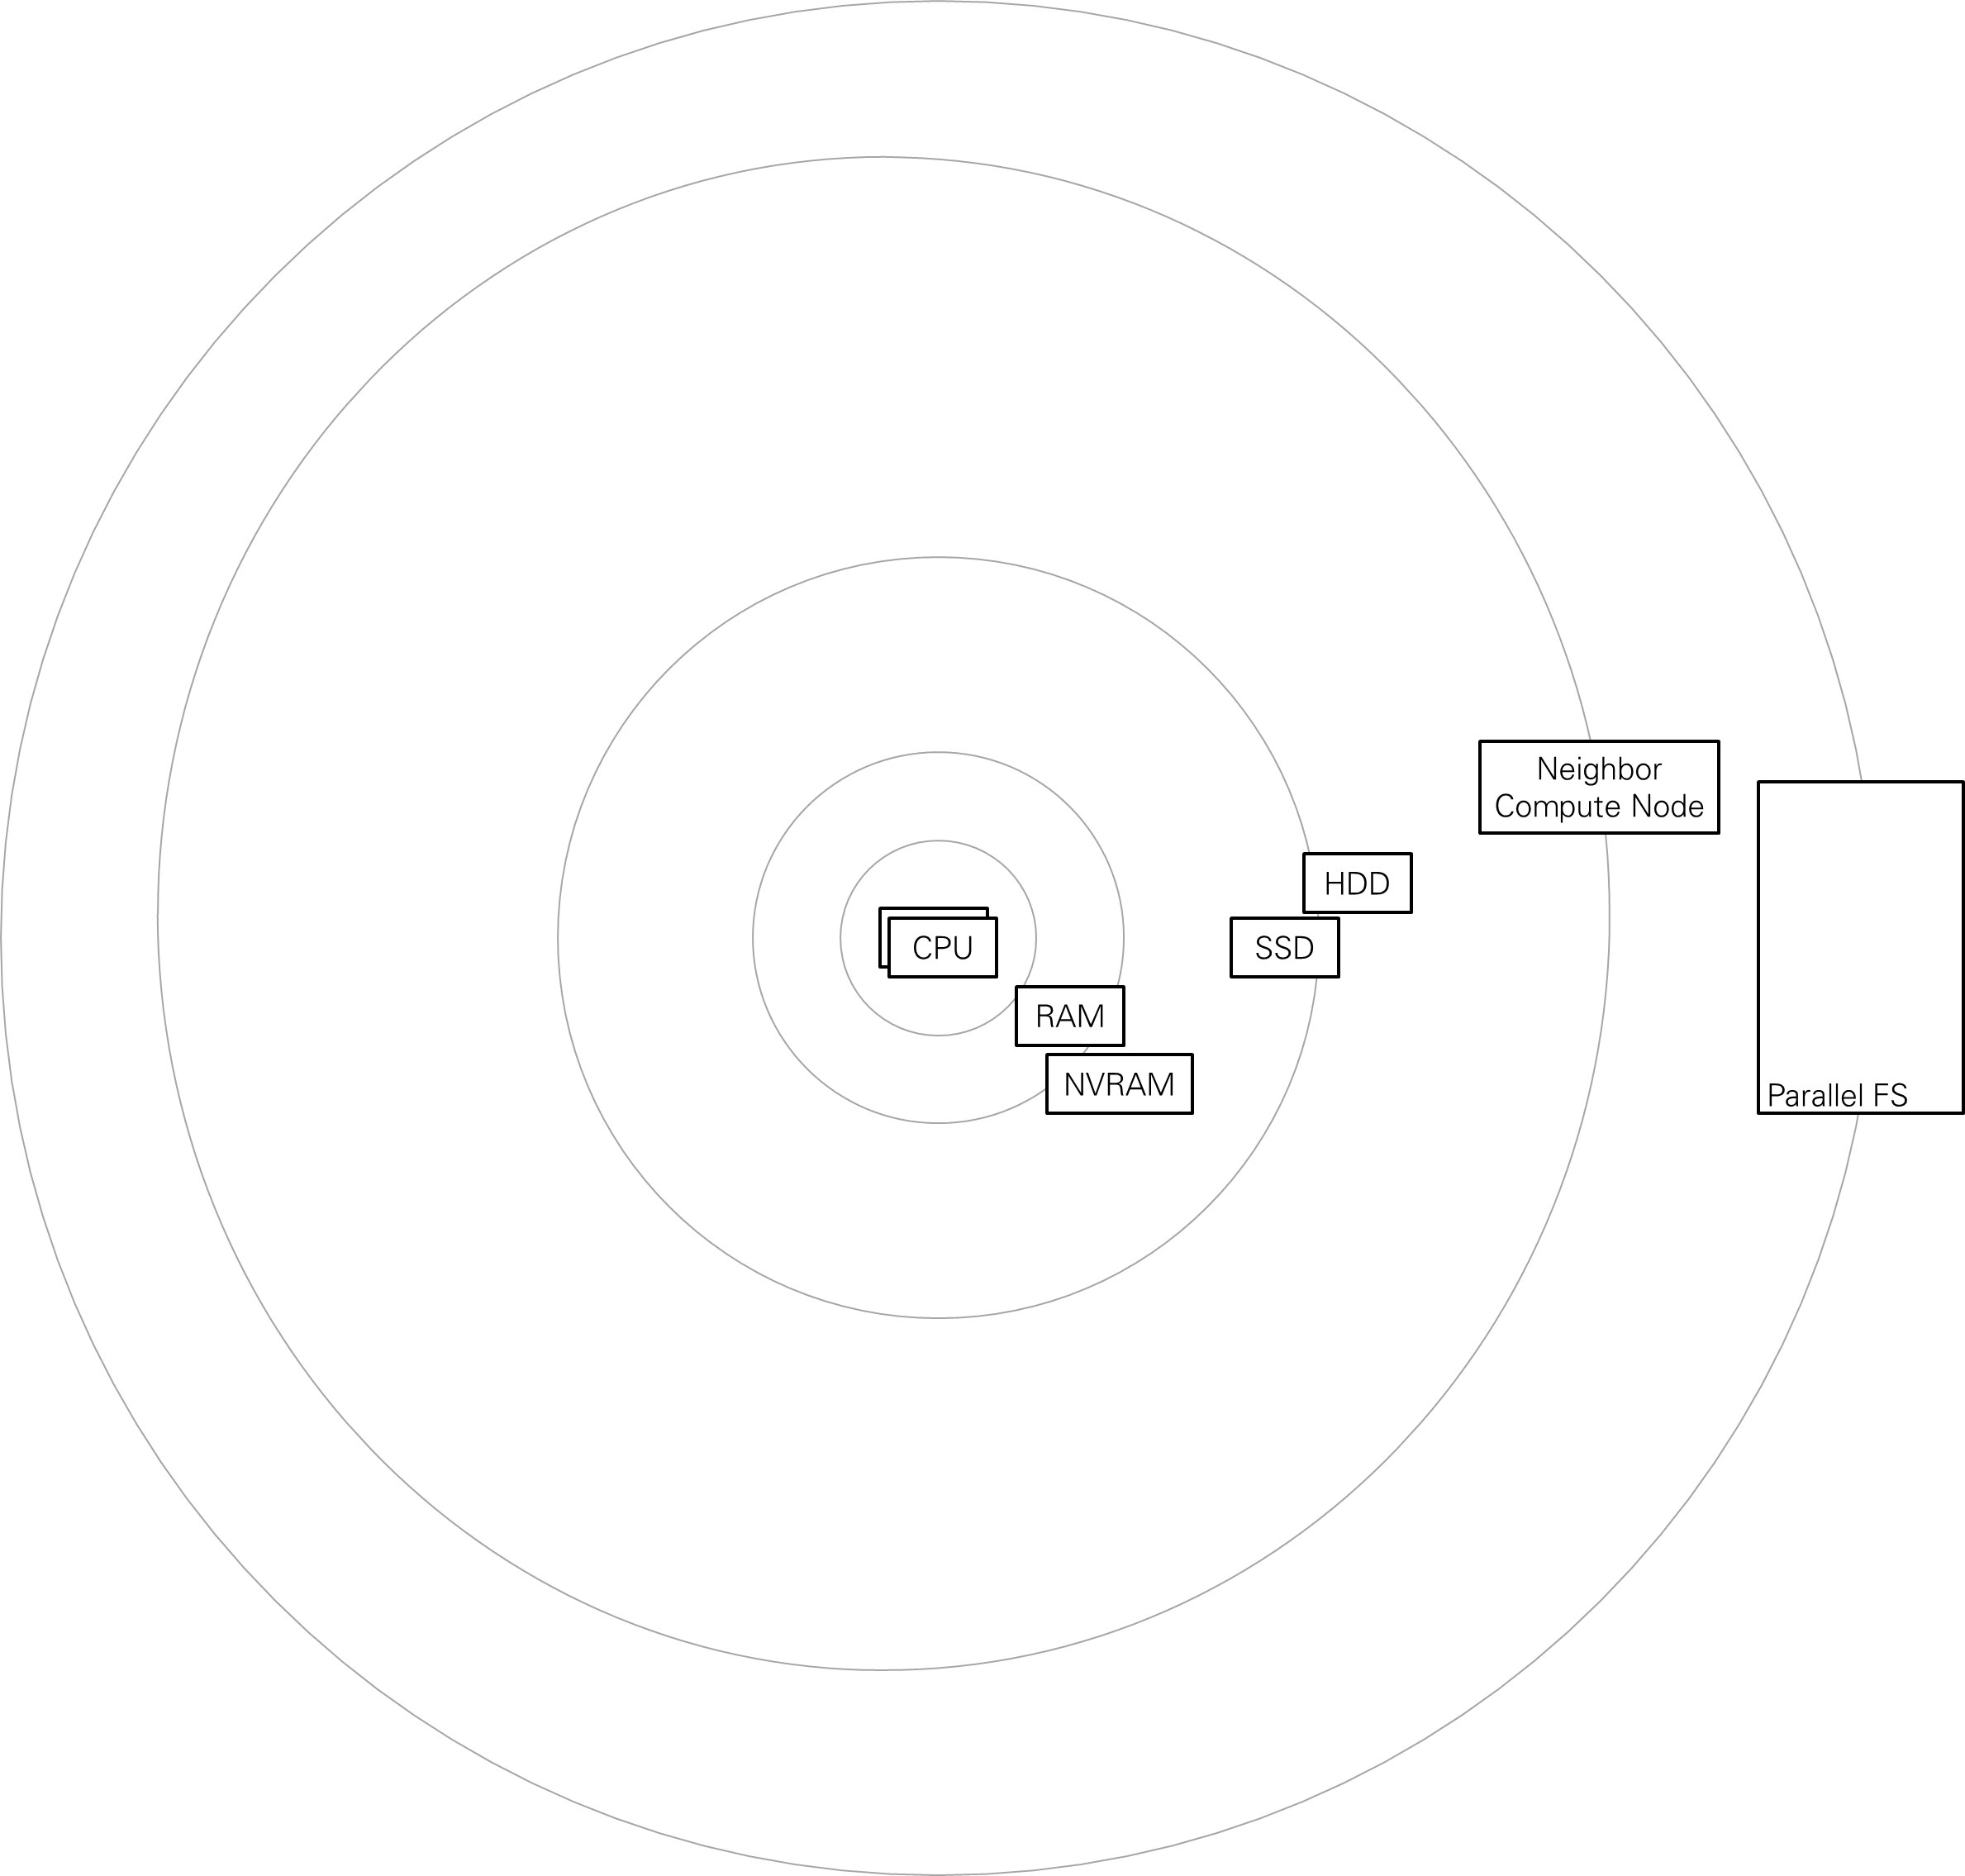 Neighbor
Compute Node
HDD
SSD
CPU
RAM
NVRAM
Parallel FS